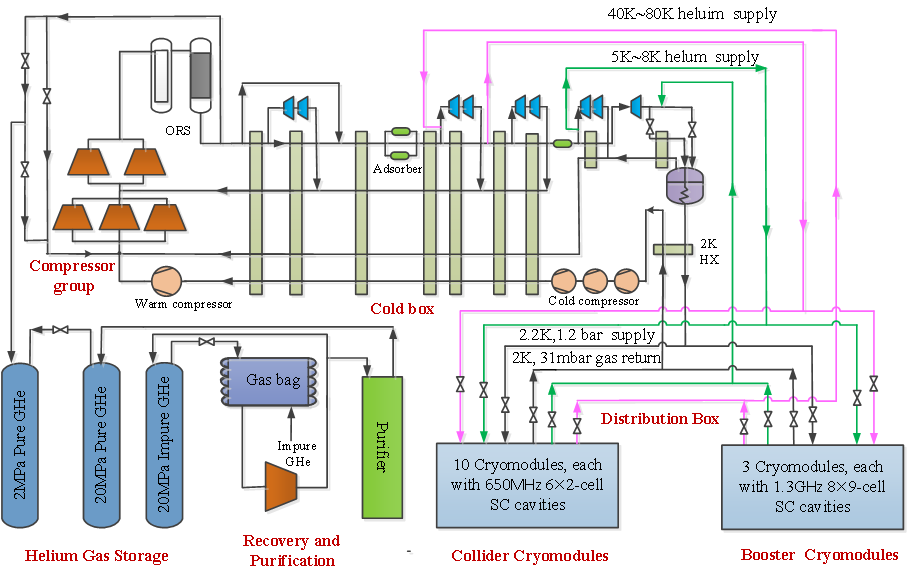 40K~80K heluim supply
5K~8K helum supply
ORS
Adsorber
2K
HX
Compressor
group
Warm compressor
Cold box
Cold compressor
2.2K,1.2 bar supply
2K, 31mbar gas return
2MPa Pure GHe
20MPa Pure GHe
20MPa Impure GHe
Gas bag
Impure
GHe
Purifier
Distribution Box
10 Cryomodules, each
with 650MHz 6×2-cell
SC cavities
3 Cryomodules, each
with 1.3GHz 8×9-cell
SC cavities
Helium Gas Storage
Recovery and
Purification
-
Collider Cryomodules
Booster Cryomodules